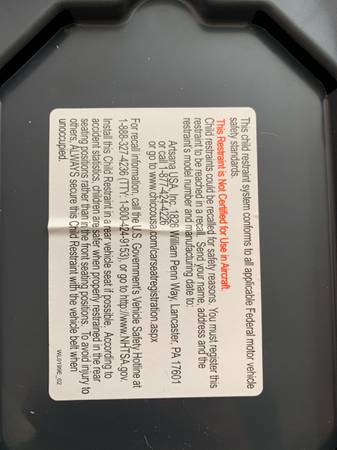 This child restraint system conforms to all applicable Federal motor vehicle
safety standards.
This Restraint is Not Certified for Use in Aircraft.
Child restraints could be recalled for safety reasons. You must register this
restraint to be reached in a recall. Send your name, address and the
restraint's model number and manufacturing date to:
Artsana USA, Inc. 1826 William Penn Way, Lancaster, PA 17601
or call 1-877-424-4226
or go to www.chiccousa.com/carseatregistration.aspx
For recall information, call the U.S. Government's Vehicle Safety Hotline at
1-888-327-4236 (TTY: 1-800-424-9153), or go to http://www.NHTSA.gov.
Install this Child Restraint in a rear vehicle seat if possible. According to
accident statistics, children are safer when properly restrained in the rear
seating positions rather than in the front seating positions. To avoid injury to
others, ALWAYS secure this Child Restraint with the vehicle belt when
unoccupied.